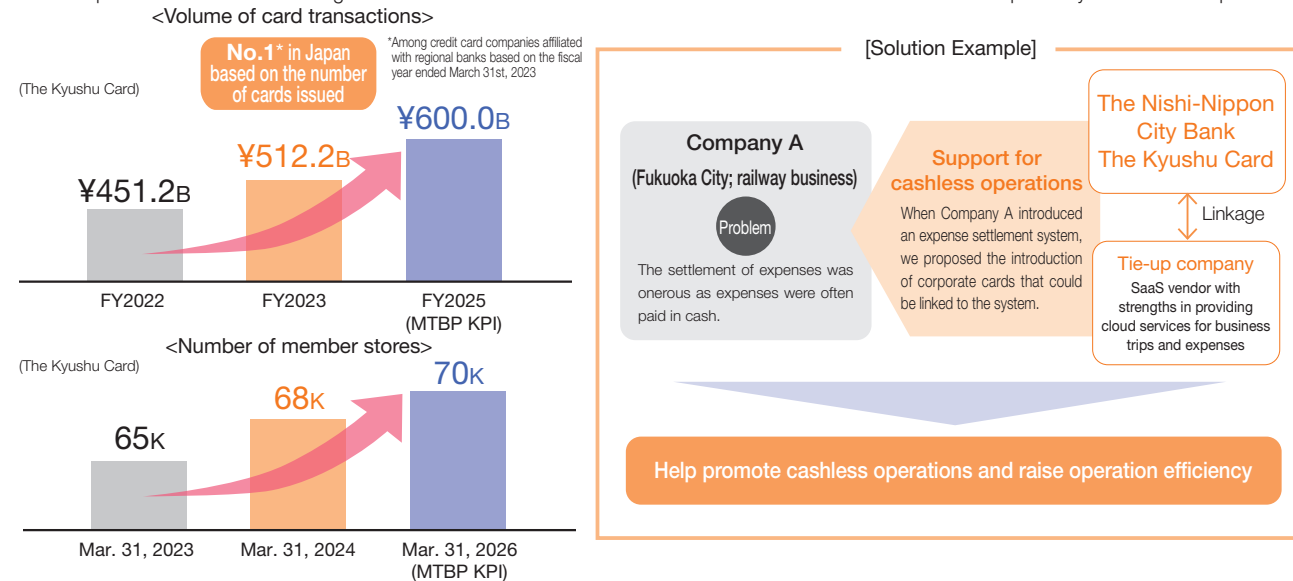 <Volume of card transactions>
No.1* in Japan
based on the number
of cards issued
*Among credit card companies affiliated
with regional banks based on the fiscal
year ended March 31st, 2023
(The Kyushu Card)
¥451.2B
¥512.2B
¥600.0B
FY2022
FY2023
FY2025
(MTBP KPI)
<Number of member stores>
(The Kyushu Card)
65K
68K
70K
Mar. 31, 2023
Mar. 31, 2024
Mar. 31, 2026
(MTBP KPI)
[Solution Example]
Company A
(Fukuoka City; railway business)
Problem
The settlement of expenses was
onerous as expenses were often
paid in cash.
Support for
cashless operations
When Company A introduced
an expense settlement system,
we proposed the introduction
of corporate cards that could
be linked to the system.
The Nishi-Nippon
City Bank
The Kyushu Card
Linkage
Tie-up company
SaaS vendor with
strengths in providing
cloud services for business
trips and expenses
Help promote cashless operations and raise operation efficiency